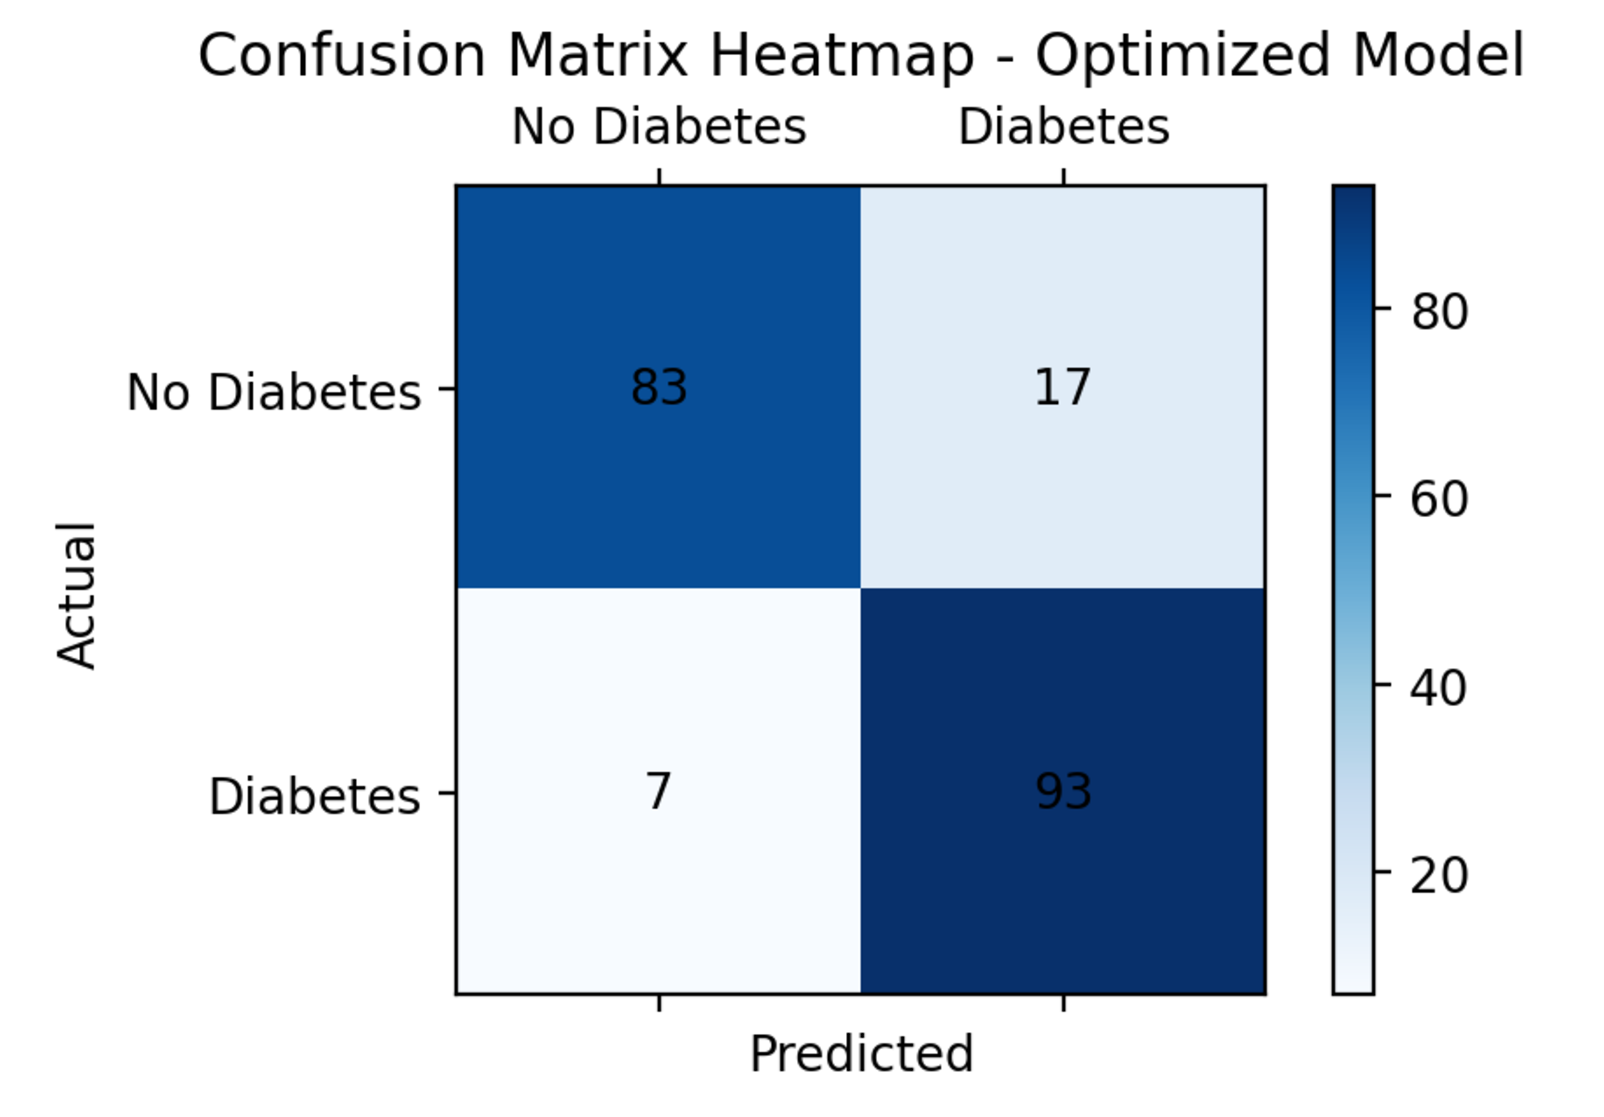 Confusion Matrix Heatmap - Optimized Model
No Diabetes Diabetes
80
No Diabetes 83 17
60
Actual
40
Diabetes 7 93
20
Predicted